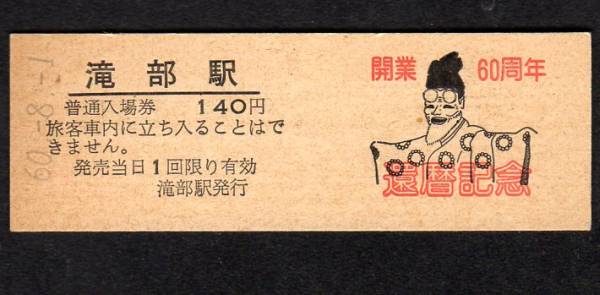 60.-8.-1
滝部駅
普通入場券 140円
旅客車内に立ち入ることはで
きません。
発売当日1回限り有効
滝部駅発行
開業 60周年
還暦記念